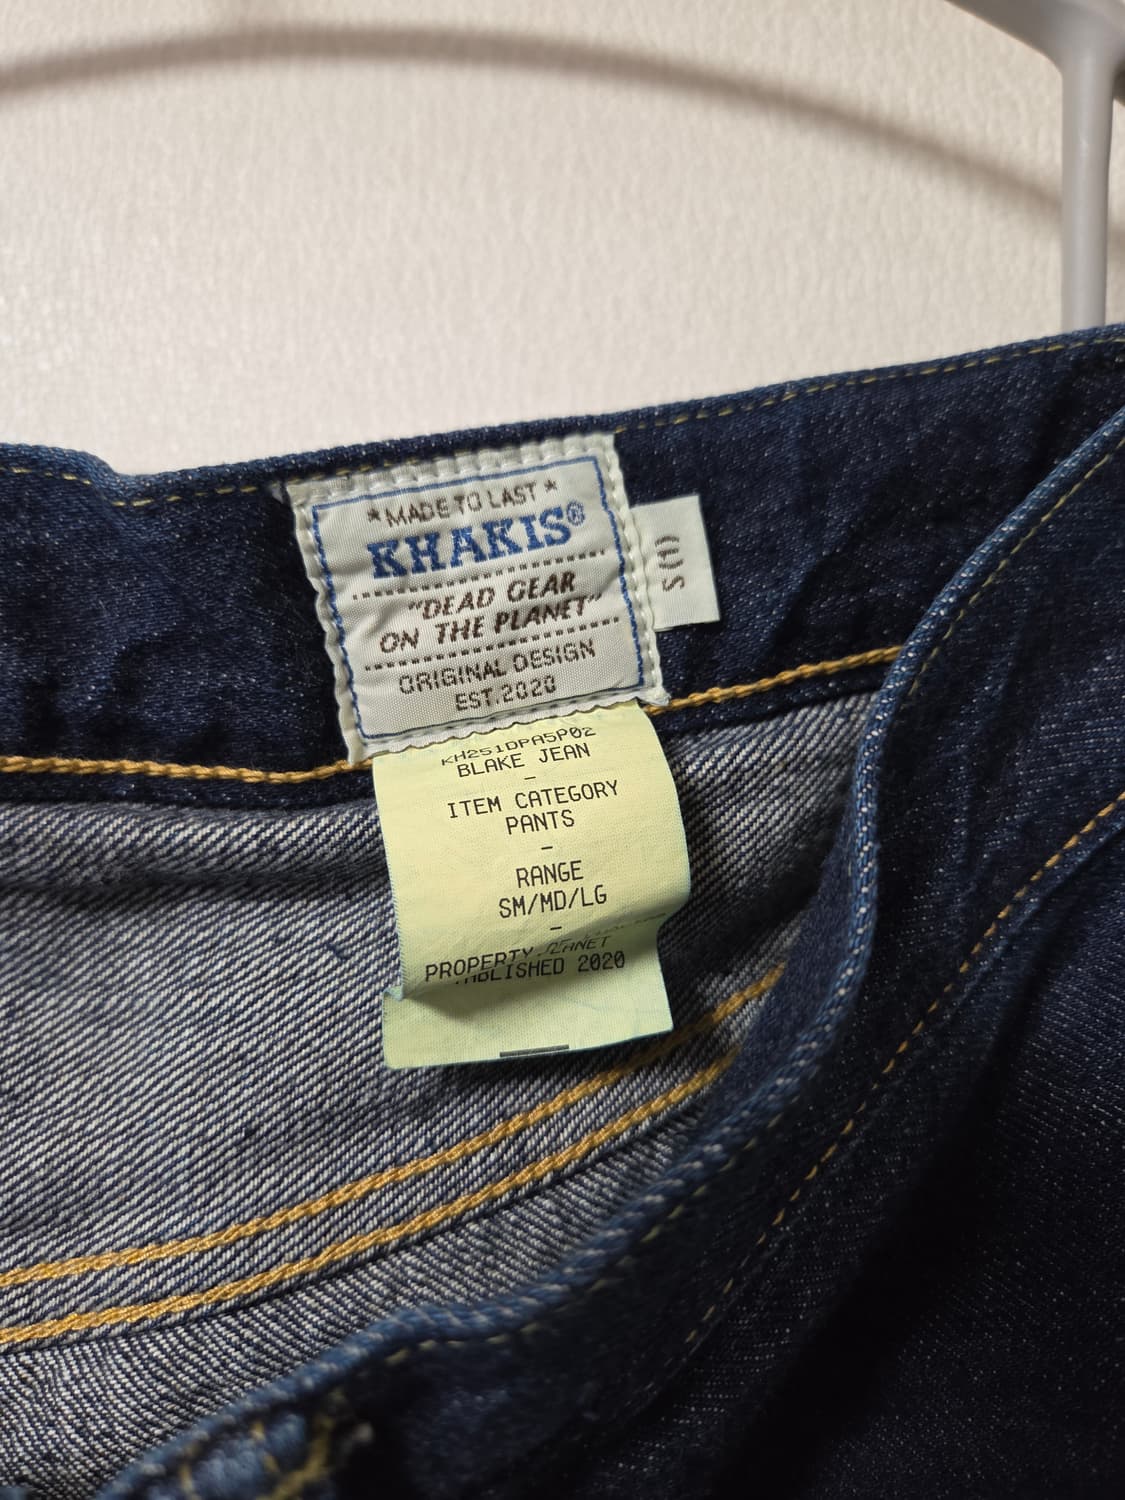 ★ MADE TO LAST ★
KHAKIS®
"DEAD GEAR
ON THE PLANET"
ORIGINAL DESIGN
EST.2020
S (1)
KH251DPA5P02
BLAKE JEAN
-
ITEM CATEGORY
PANTS
-
RANGE
SM/MD/LG
-
PROPERTY
2020